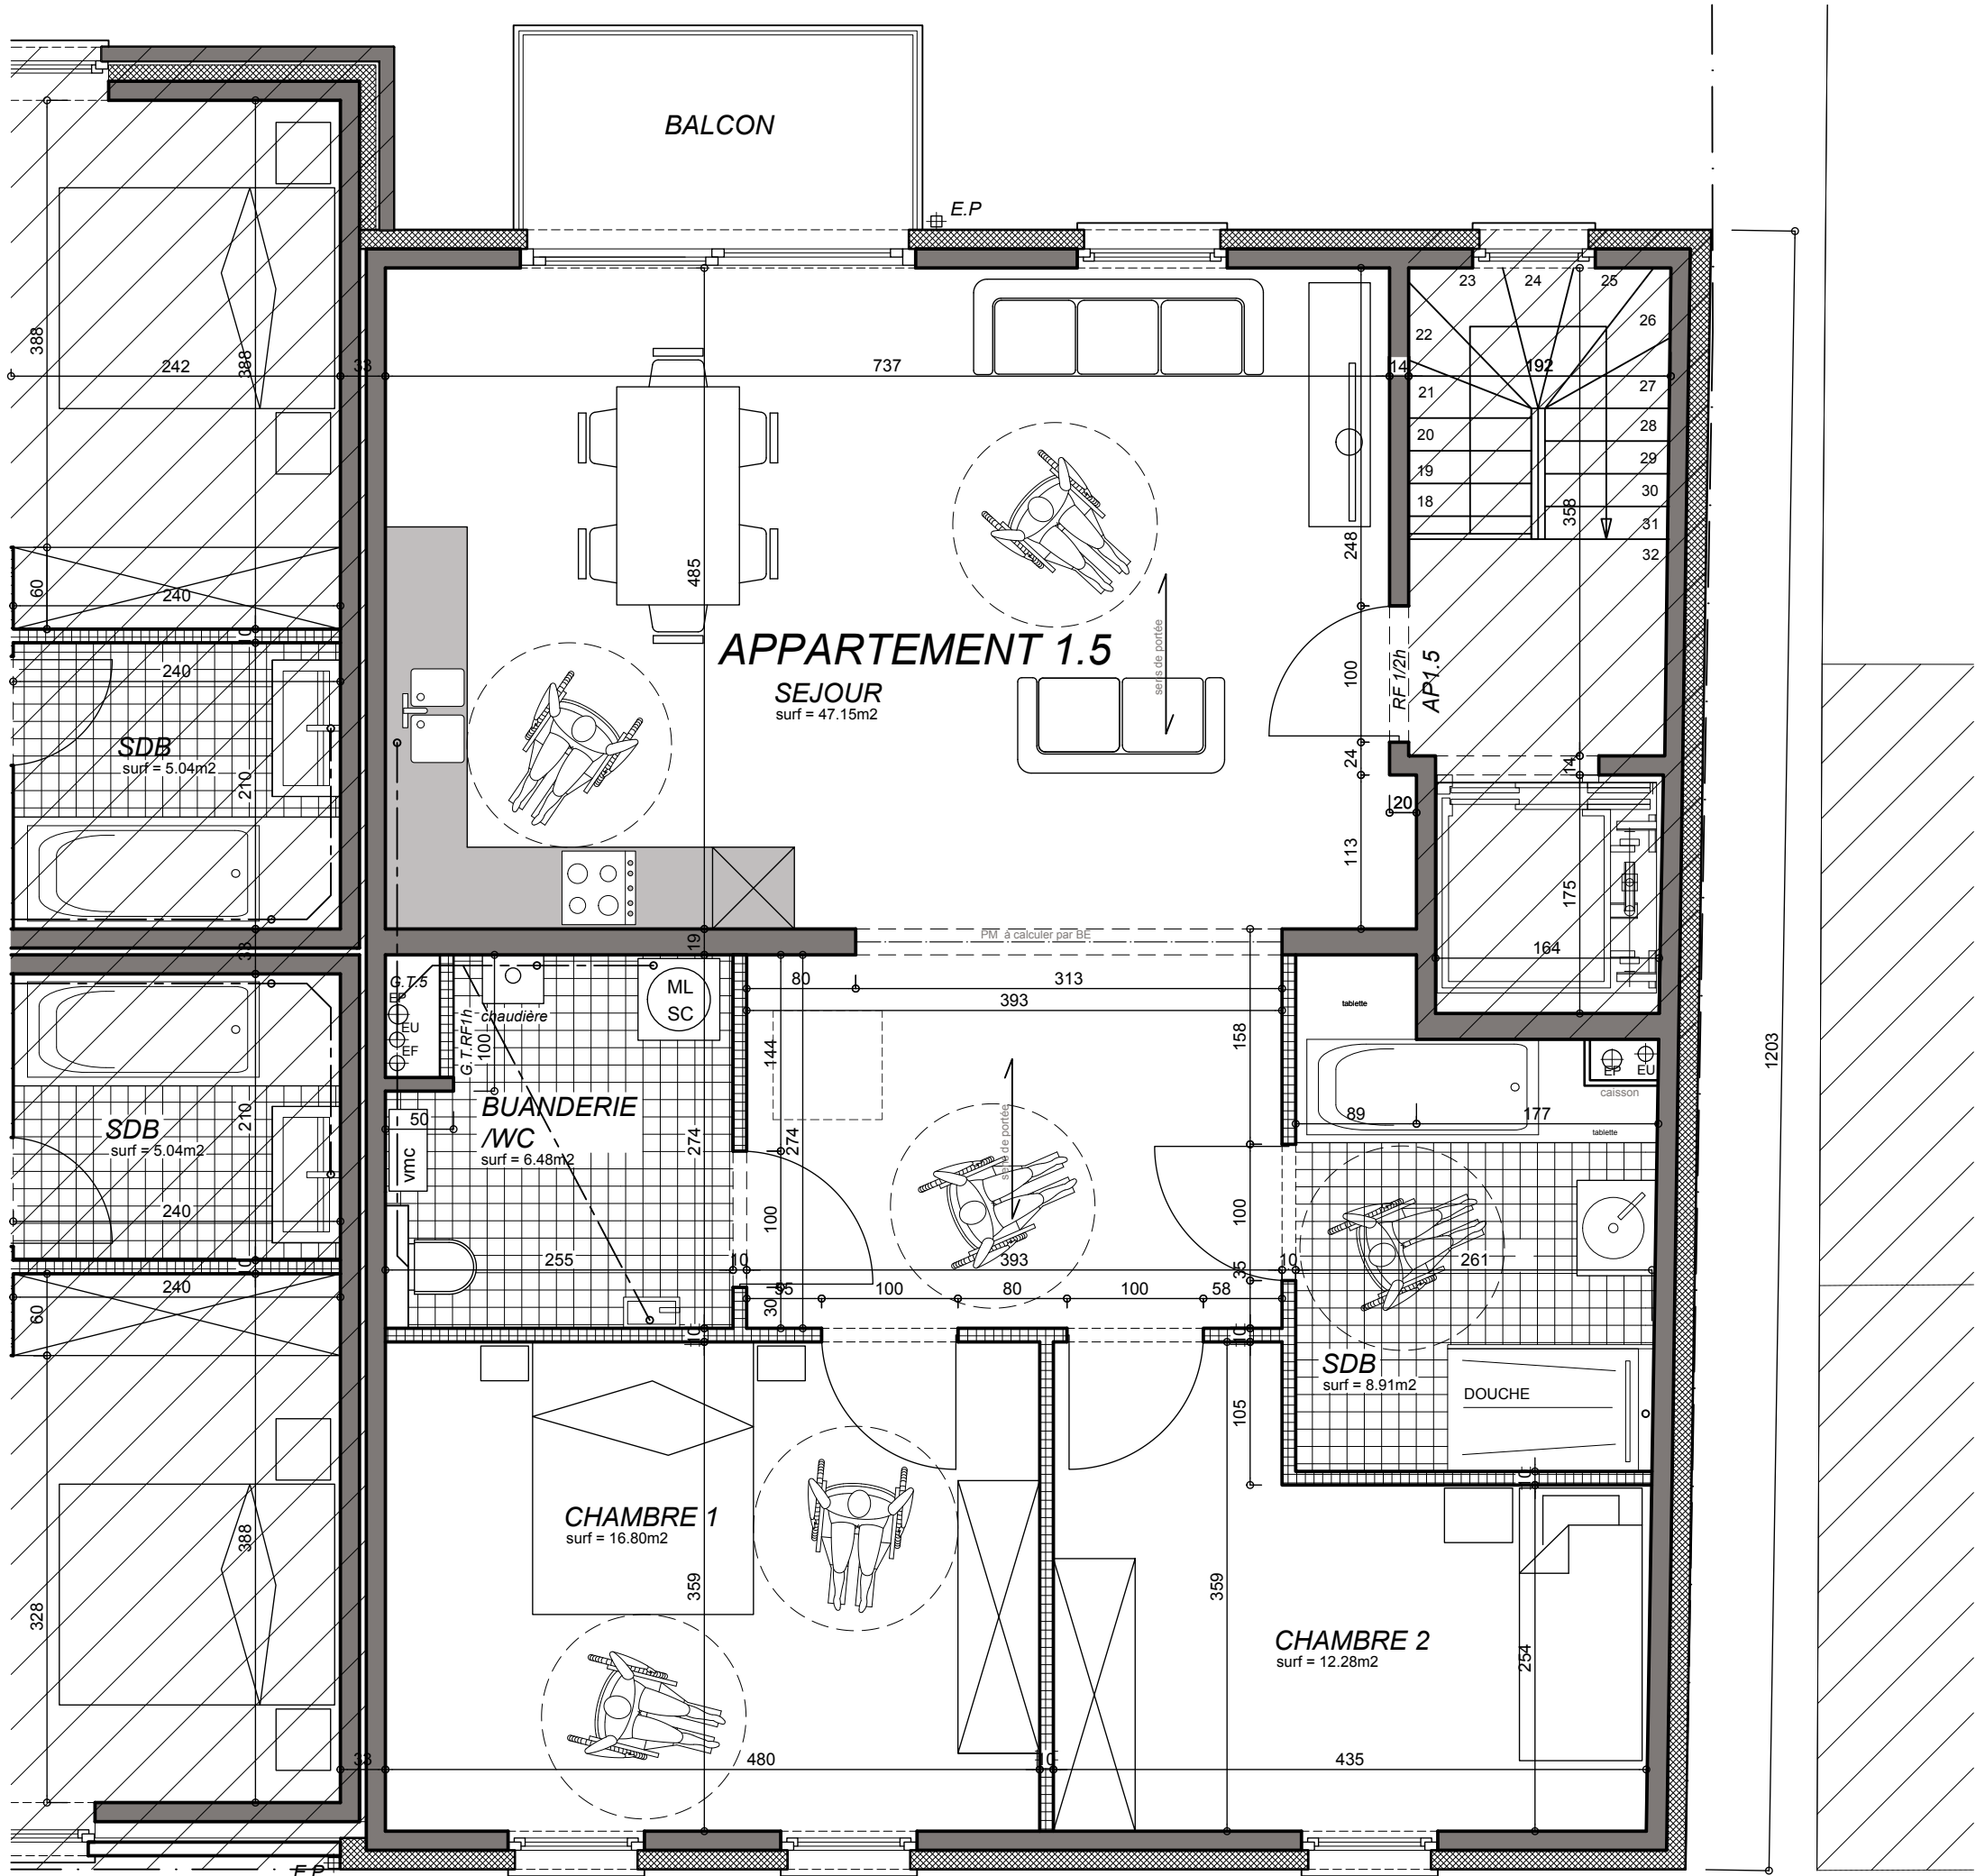 BALCON
E.P
23
24
25
22
26
388
242
388
33
737
14
192
21
27
20
28
19
29
18
30
358
31
32
248
485
60
240
10
APPARTEMENT 1.5
SEJOUR
surf = 47.15m2
sens de portée
100
RF 1/2h
AP1.5
240
SDB
surf = 5.04m2
210
24
14
20
113
175
164
33
19
PM à calculer par BE
G.T.5
EP
EU
EF
G.T.RF1h
100
chaudière
ML
SC
80
313
393
tablette
144
158
1203
BUANDERIE
/WC
surf = 6.48m2
50
vmc
274
274
sens de portée
EP
EU
caisson
89
177
tablette
SDB
surf = 5.04m2
210
240
100
100
255
10
393
35
10
261
55
100
80
100
58
30
10
10
10
240
60
SDB
surf = 8.91m2
DOUCHE
105
10
CHAMBRE 1
surf = 16.80m2
388
359
359
328
CHAMBRE 2
surf = 12.28m2
254
33
480
10
435
E.P